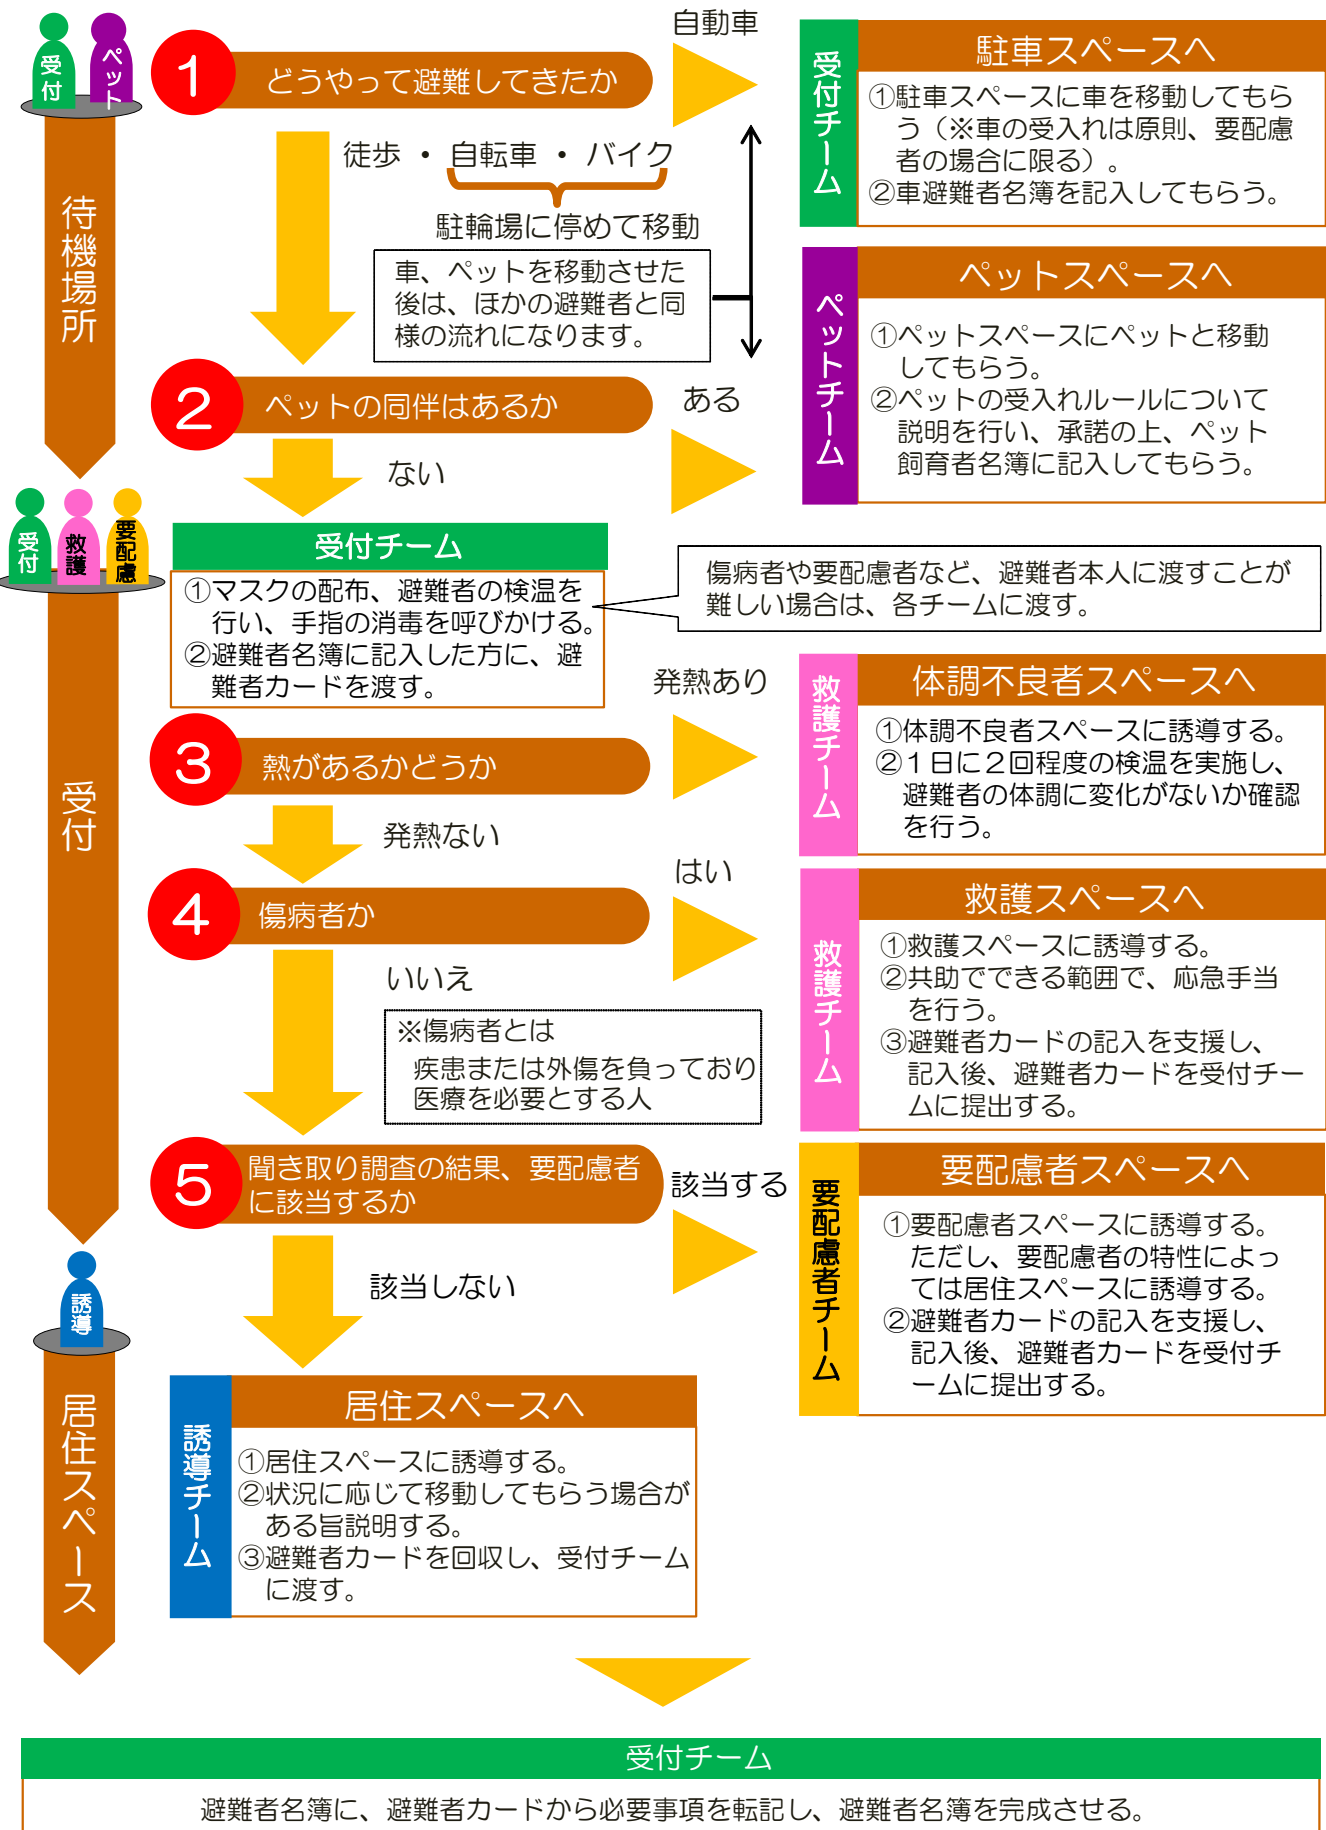 受付
ペット
待機場所
1
どうやって避難してきたか
自動車
徒歩 ・ 自転車 ・ バイク
駐輪場に停めて移動
車、ペットを移動させた
後は、ほかの避難者と同
様の流れになります。
受付チーム
駐車スペースへ
①駐車スペースに車を移動してもら
う（※車の受入れは原則、要配慮
者の場合に限る）。
②車避難者名簿を記入してもらう。
2
ペットの同伴はあるか
ある
ない
ペットチーム
ペットスペースへ
①ペットスペースにペットと移動
してもらう。
②ペットの受入れルールについて
説明を行い、承諾の上、ペット
飼育者名簿に記入してもらう。
受付
救護
要配慮
受付
受付チーム
①マスクの配布、避難者の検温を
行い、手指の消毒を呼びかける。
②避難者名簿に記入した方に、避
難者カードを渡す。
傷病者や要配慮者など、避難者本人に渡すことが
難しい場合は、各チームに渡す。
3
熱があるかどうか
発熱あり
発熱ない
救護チーム
体調不良者スペースへ
①体調不良者スペースに誘導する。
②１日に２回程度の検温を実施し、
避難者の体調に変化がないか確認
を行う。
4
傷病者か
はい
いいえ
※傷病者とは
疾患または外傷を負っており
医療を必要とする人
救護チーム
救護スペースへ
①救護スペースに誘導する。
②共助でできる範囲で、応急手当
を行う。
③避難者カードの記入を支援し、
記入後、避難者カードを受付チー
ムに提出する。
5
聞き取り調査の結果、要配慮者
に該当するか
該当する
該当しない
要配慮者チーム
要配慮者スペースへ
①要配慮者スペースに誘導する。
ただし、要配慮者の特性によっ
ては居住スペースに誘導する。
②避難者カードの記入を支援し、
記入後、避難者カードを受付チ
ームに提出する。
誘導
居住スペース
誘導チーム
居住スペースへ
①居住スペースに誘導する。
②状況に応じて移動してもらう場合が
ある旨説明する。
③避難者カードを回収し、受付チーム
に渡す。
受付チーム
避難者名簿に、避難者カードから必要事項を転記し、避難者名簿を完成させる。